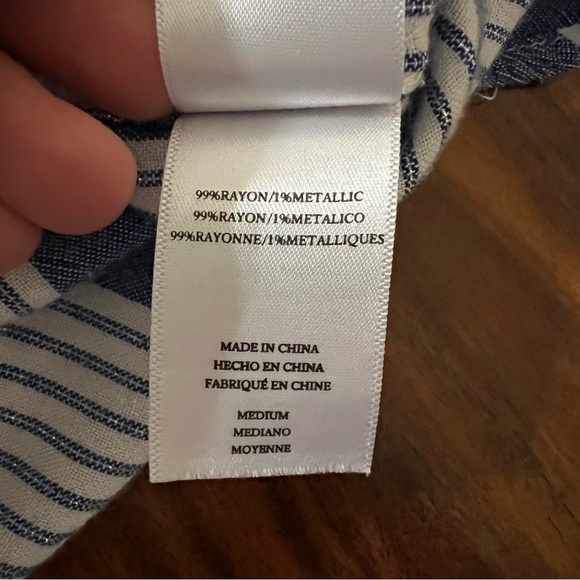 99%RAYON/1%METALLIC
99%RAYON/1%METALICO
99%RAYONNE/1%METALLIQUES
MADE IN CHINA
HECHO EN CHINA
FABRIQUÉ EN CHINE
MEDIUM
MEDIANO
MOYENNE